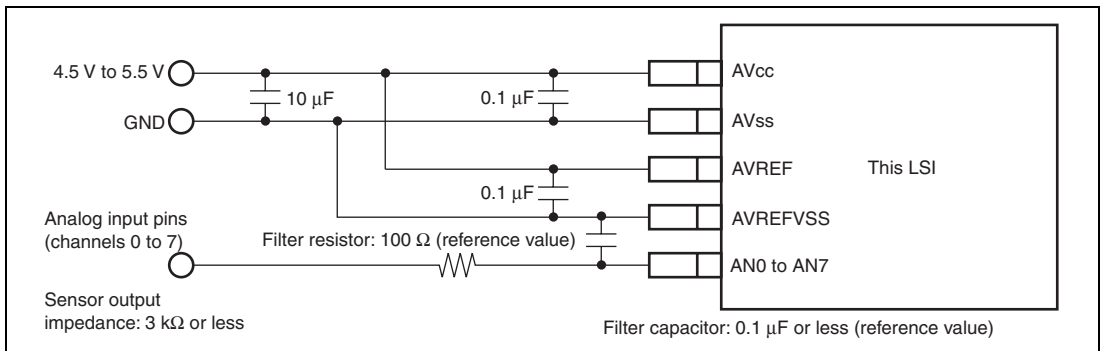 4.5 V to 5.5 V
AVcc
10 μF
0.1 μF
GND
AVss
AVREF
This LSI
0.1 μF
Analog input pins
(channels 0 to 7)
AVREFVSS
Filter resistor: 100 Ω (reference value)
AN0 to AN7
Sensor output
impedance: 3 kΩ or less
Filter capacitor: 0.1 μF or less (reference value)